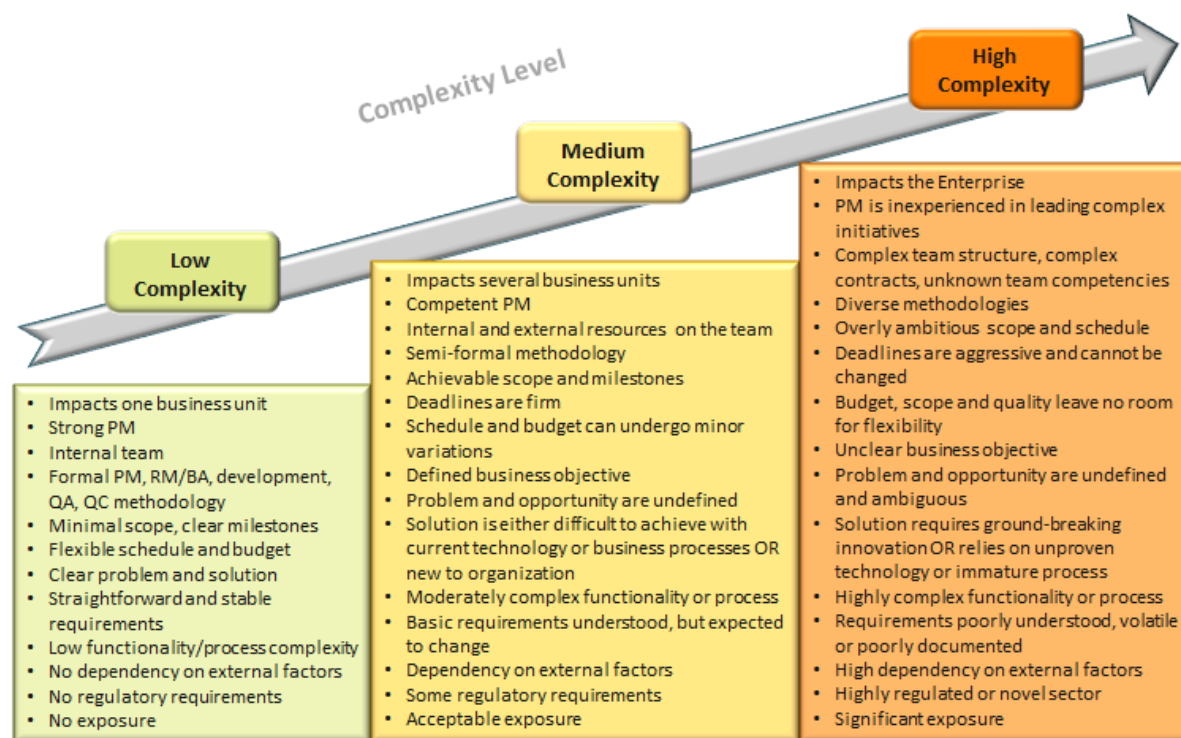 Complexity Level
High
Complexity
Medium
Complexity
Low
Complexity
• Impacts one business unit
• Strong PM
• Internal team
• Formal PM, RM/BA, development,
QA, QC methodology
• Minimal scope, clear milestones
• Flexible schedule and budget
• Clear problem and solution
• Straightforward and stable
requirements
• Low functionality/process complexity
• No dependency on external factors
• No regulatory requirements
• No exposure
• Impacts several business units
• Competent PM
• Internal and external resources on the team
• Semi-formal methodology
• Achievable scope and milestones
• Deadlines are firm
• Schedule and budget can undergo minor
variations
• Defined business objective
• Problem and opportunity are undefined
• Solution is either difficult to achieve with
current technology or business processes OR
new to organization
• Moderately complex functionality or process
• Basic requirements understood, but expected
to change
• Dependency on external factors
• Some regulatory requirements
• Acceptable exposure
• Impacts the Enterprise
• PM is inexperienced in leading complex
initiatives
• Complex team structure, complex
contracts, unknown team competencies
• Diverse methodologies
• Overly ambitious scope and schedule
• Deadlines are aggressive and cannot be
changed
• Budget, scope and quality leave no room
for flexibility
• Unclear business objective
• Problem and opportunity are undefined
and ambiguous
• Solution requires ground-breaking
innovation OR relies on unproven
technology or immature process
• Highly complex functionality or process
• Requirements poorly understood, volatile
or poorly documented
• High dependency on external factors
• Highly regulated or novel sector
• Significant exposure